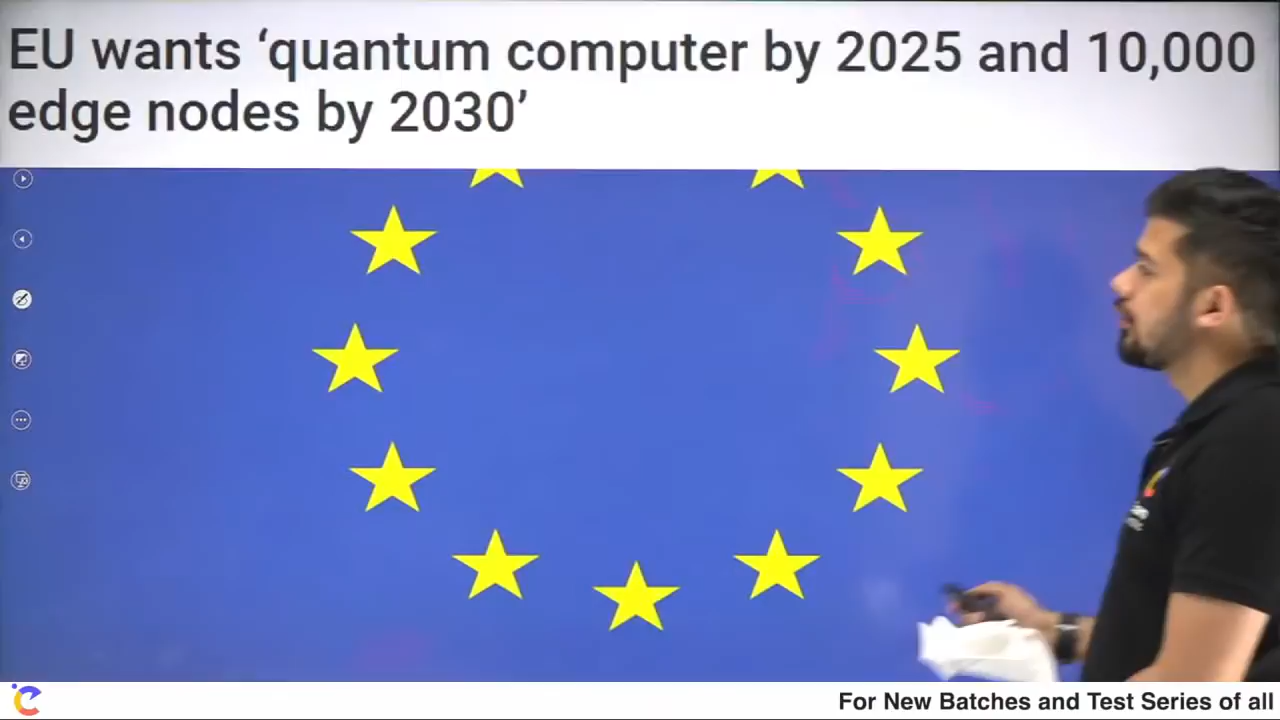 EU wants ‘quantum computer by 2025 and 10,000
edge nodes by 2030’
For New Batches and Test Series of all